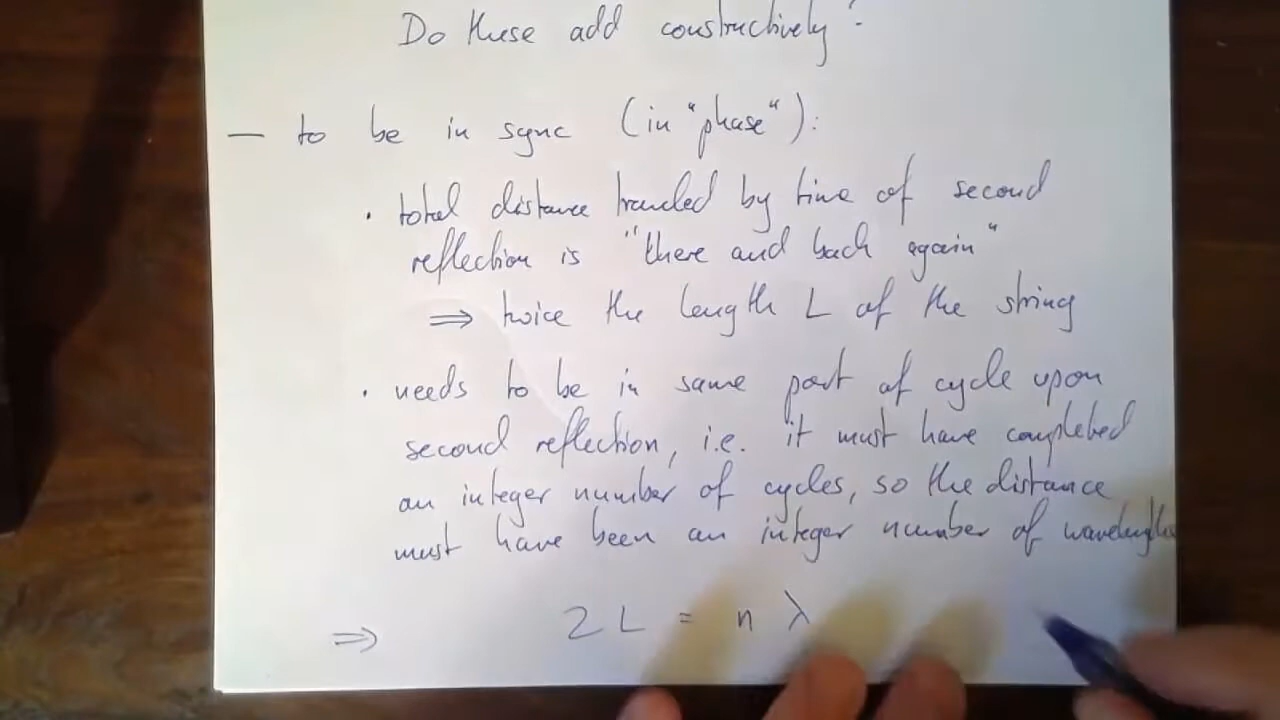 Do these add constructively?
— to be in sync (in "phase"):
· total distance traveled by time of second
reflection is "there and back again"
⇒ twice the length L of the string
· needs to be in same part of cycle upon
second reflection, i.e. it must have completed
an integer number of cycles, so the distance
must have been an integer number of wavelengths
⇒ 2L = nλ